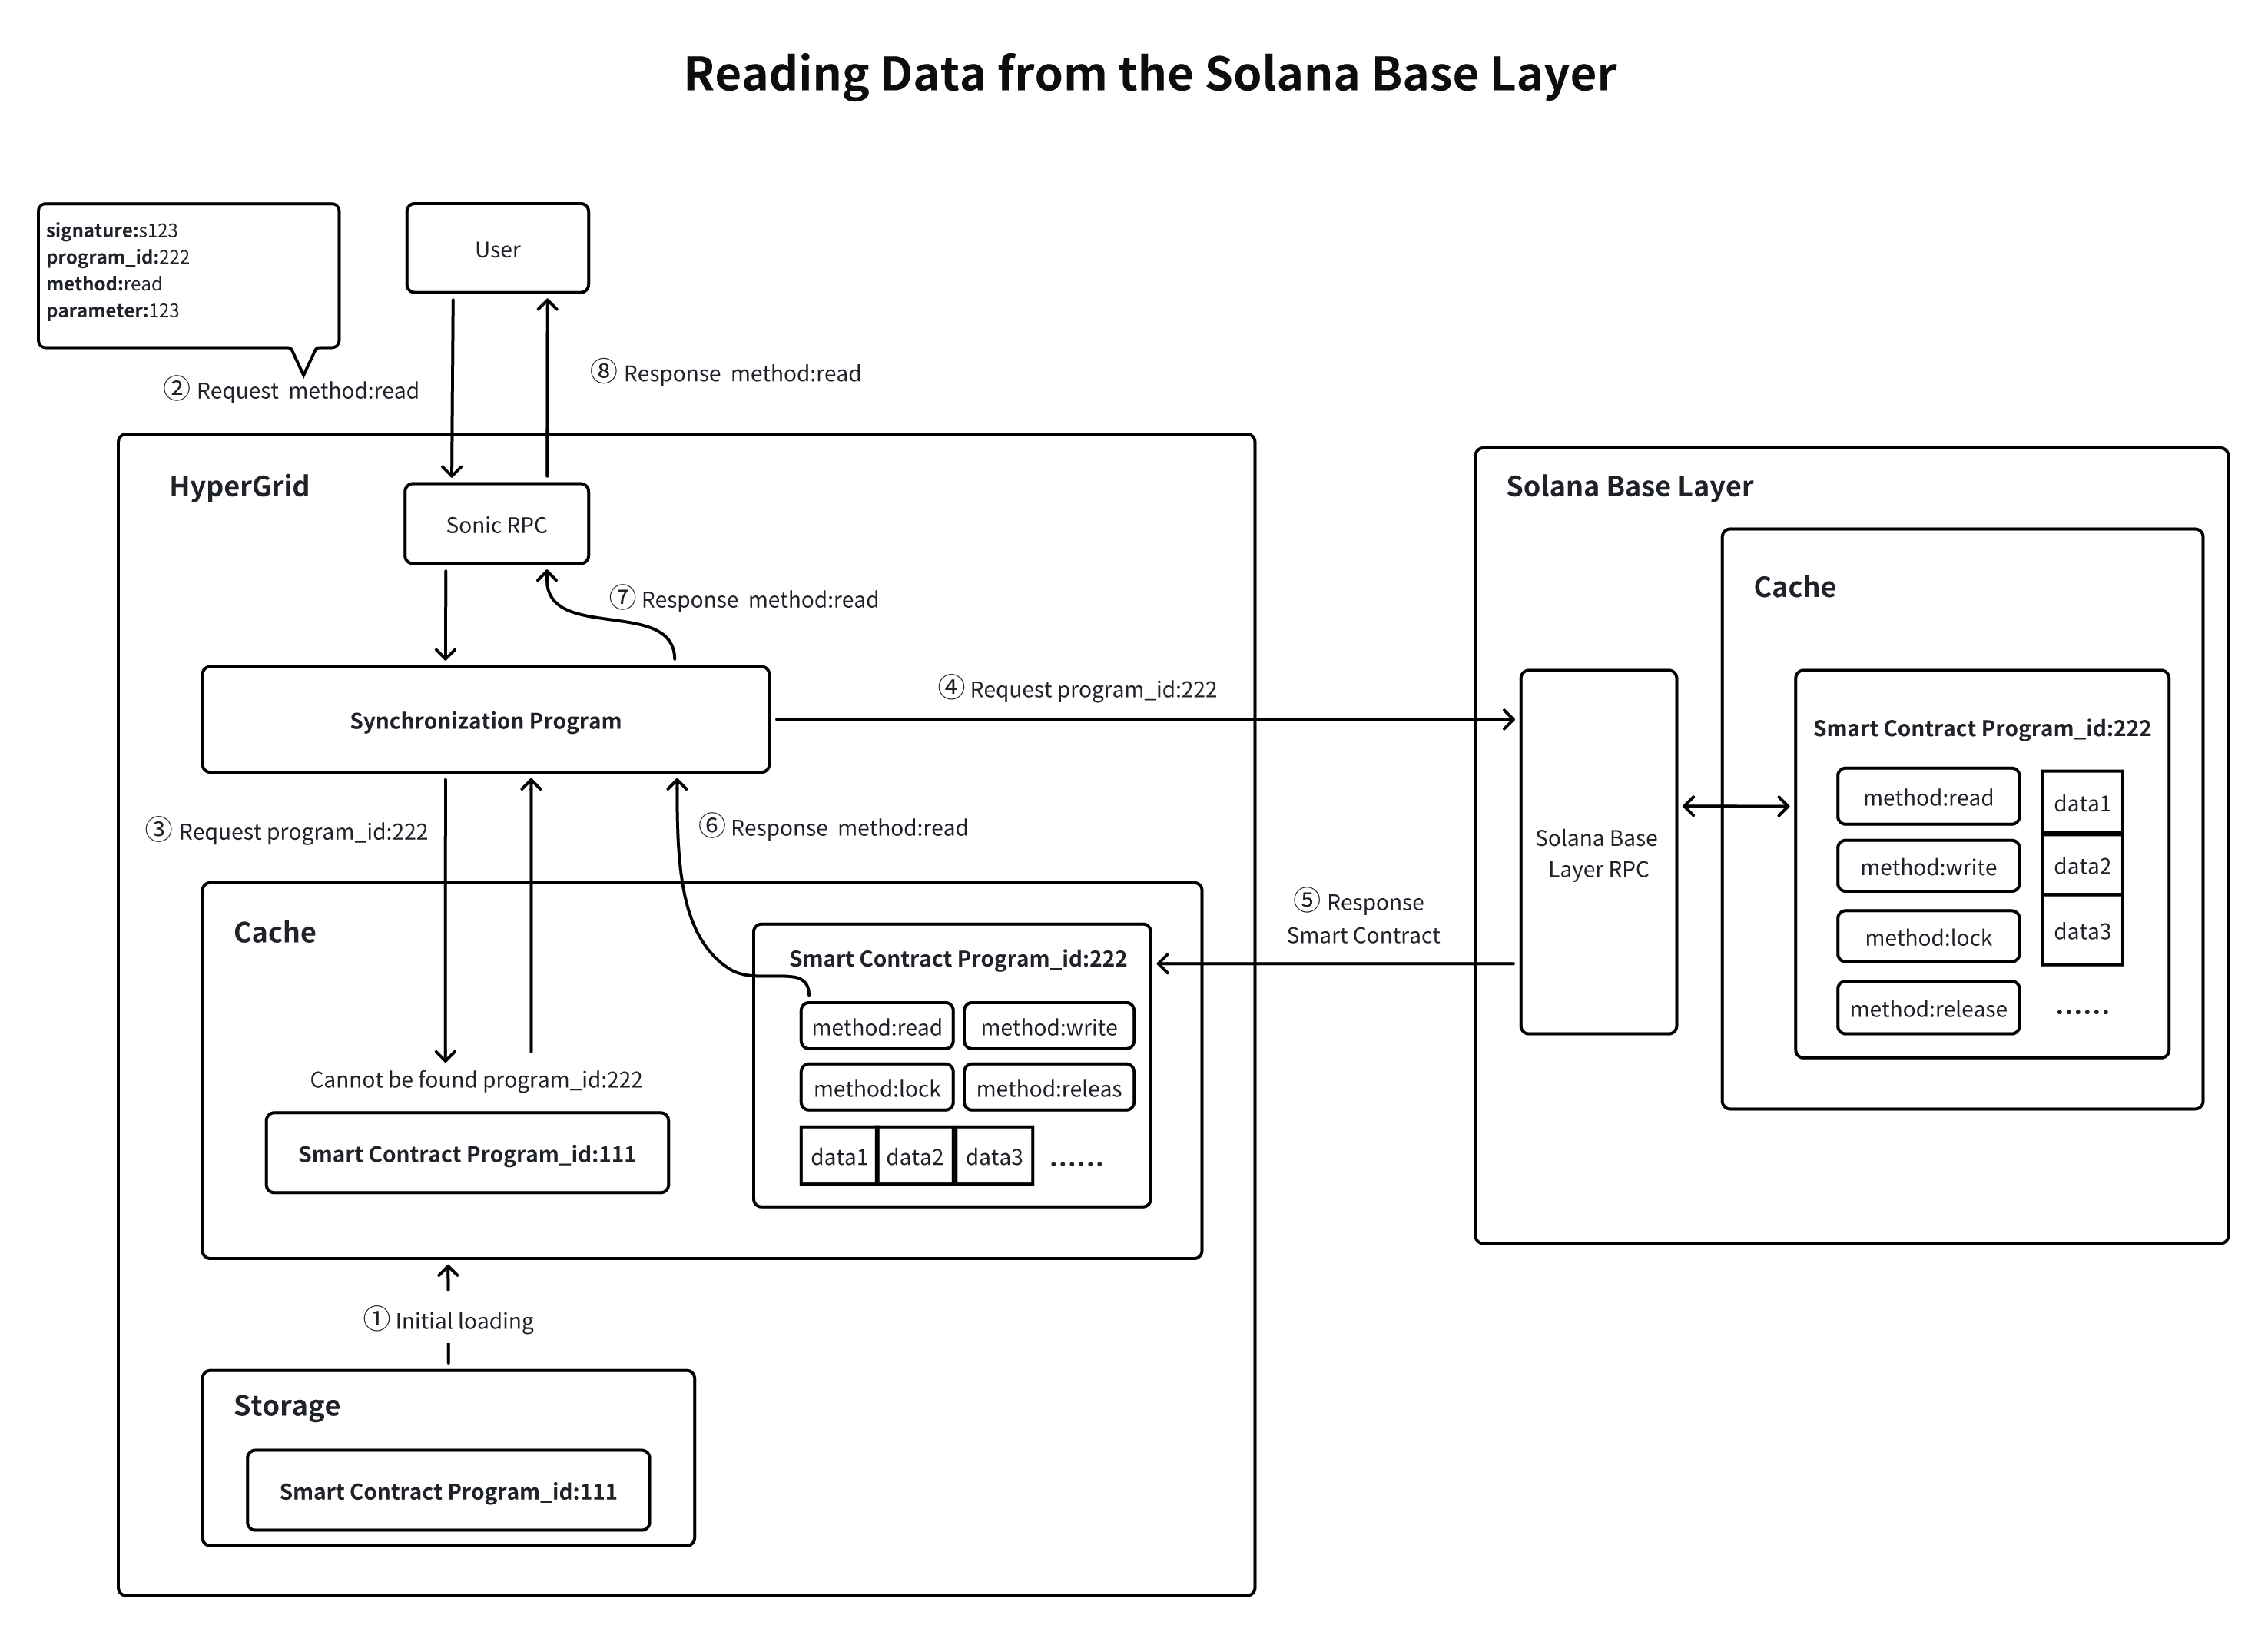 Reading Data from the Solana Base Layer
signature:s123
program_id:222
method:read
parameter:123
User
② Request method:read
⑧ Response method:read
HyperGrid
Sonic RPC
⑦ Response method:read
Synchronization Program
④ Request program_id:222
③ Request program_id:222
⑥ Response method:read
Cache
Cannot be found program_id:222
Smart Contract Program_id:111
Smart Contract Program_id:222
method:read
method:write
method:lock
method:releas
data1
data2
data3
......
⑤ Response
Smart Contract
① Initial loading
Storage
Smart Contract Program_id:111
Solana Base Layer
Cache
Solana Base
Layer RPC
Smart Contract Program_id:222
method:read
method:write
method:lock
method:release
data1
data2
data3
......